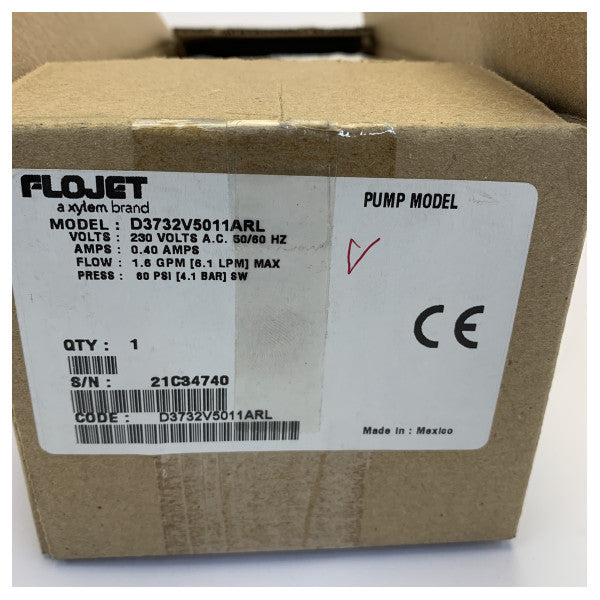 FLOJET
a xylem brand
PUMP MODEL
MODEL : D3732V5011ARL
VOLTS : 230 VOLTS A.C. 50/60 HZ
AMPS : 0.40 AMPS
FLOW : 1.6 GPM [6.1 LPM] MAX
PRESS : 60 PSI [4.1 BAR] SW
CE
QTY : 1
S/N : 21C34740
CODE : D3732V5011ARL
Made in : Mexico